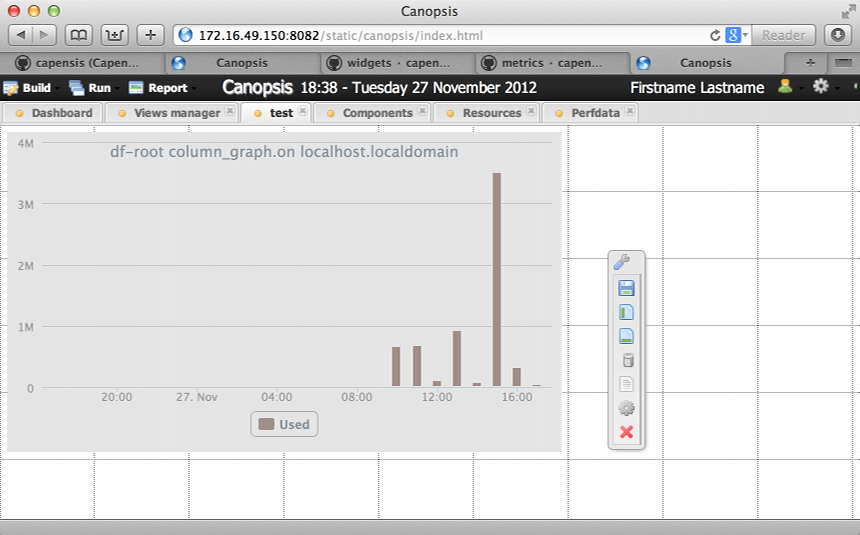 Canopsis
172.16.49.150:8082/static/canopsis/index.html
Reader
capensis (Capen...
Canopsis
widgets · capen...
metrics · capen...
Canopsis
Build
Run
Report
Canopsis 18:38 - Tuesday 27 November 2012
Firstname Lastname
Dashboard
Views manager
test
Components
Resources
Perfdata
df-root column_graph.on localhost.localdomain
4M
3M
2M
1M
0
20:00
27. Nov
04:00
08:00
12:00
16:00
Used